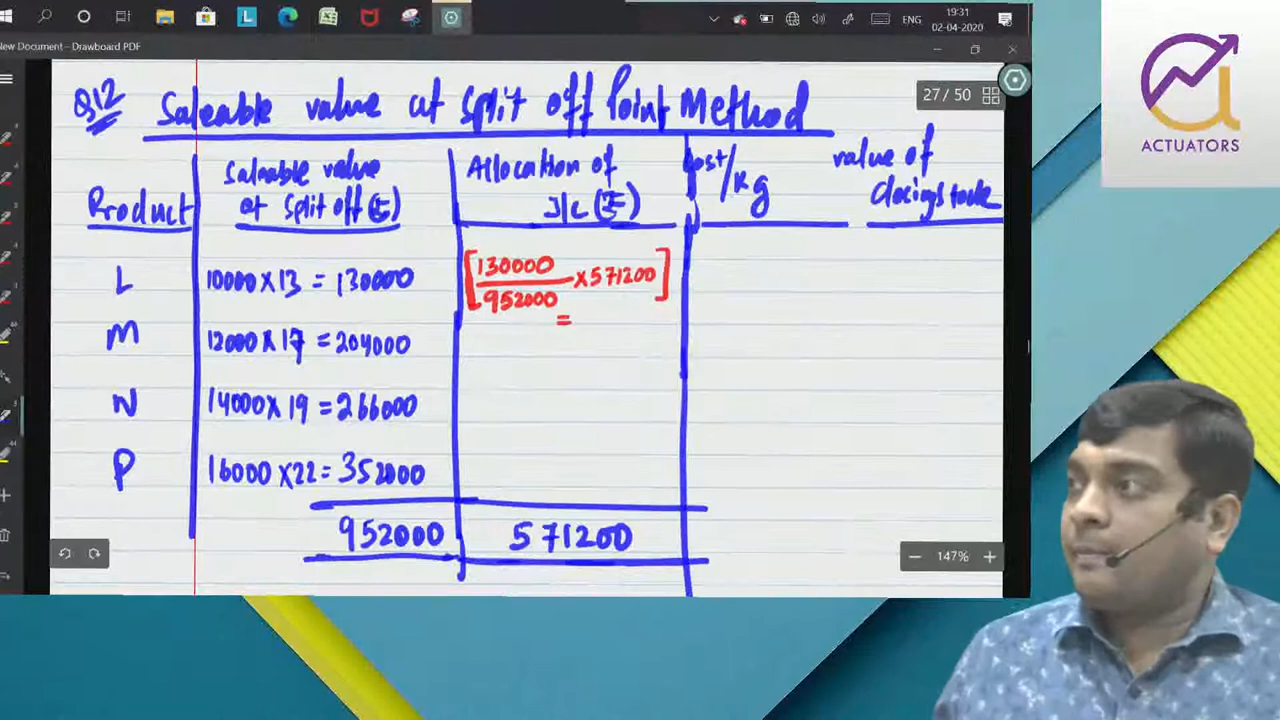 19:31
ENG
02-04-2020
New Document - Drawboard PDF
27 / 50
Q12 Saleable value at split off Point Method
Product
Saleable value
at split off (₹)
Allocation of
J/C (₹)
Cost/
Kg
value of
closing stock
L
10000 × 13 = 130000
[130000/952000 × 571200]
=
M
12000 × 17 = 204000
N
14000 × 19 = 266000
P
16000 × 22 = 352000
952000
571200
147%
ACTUATORS